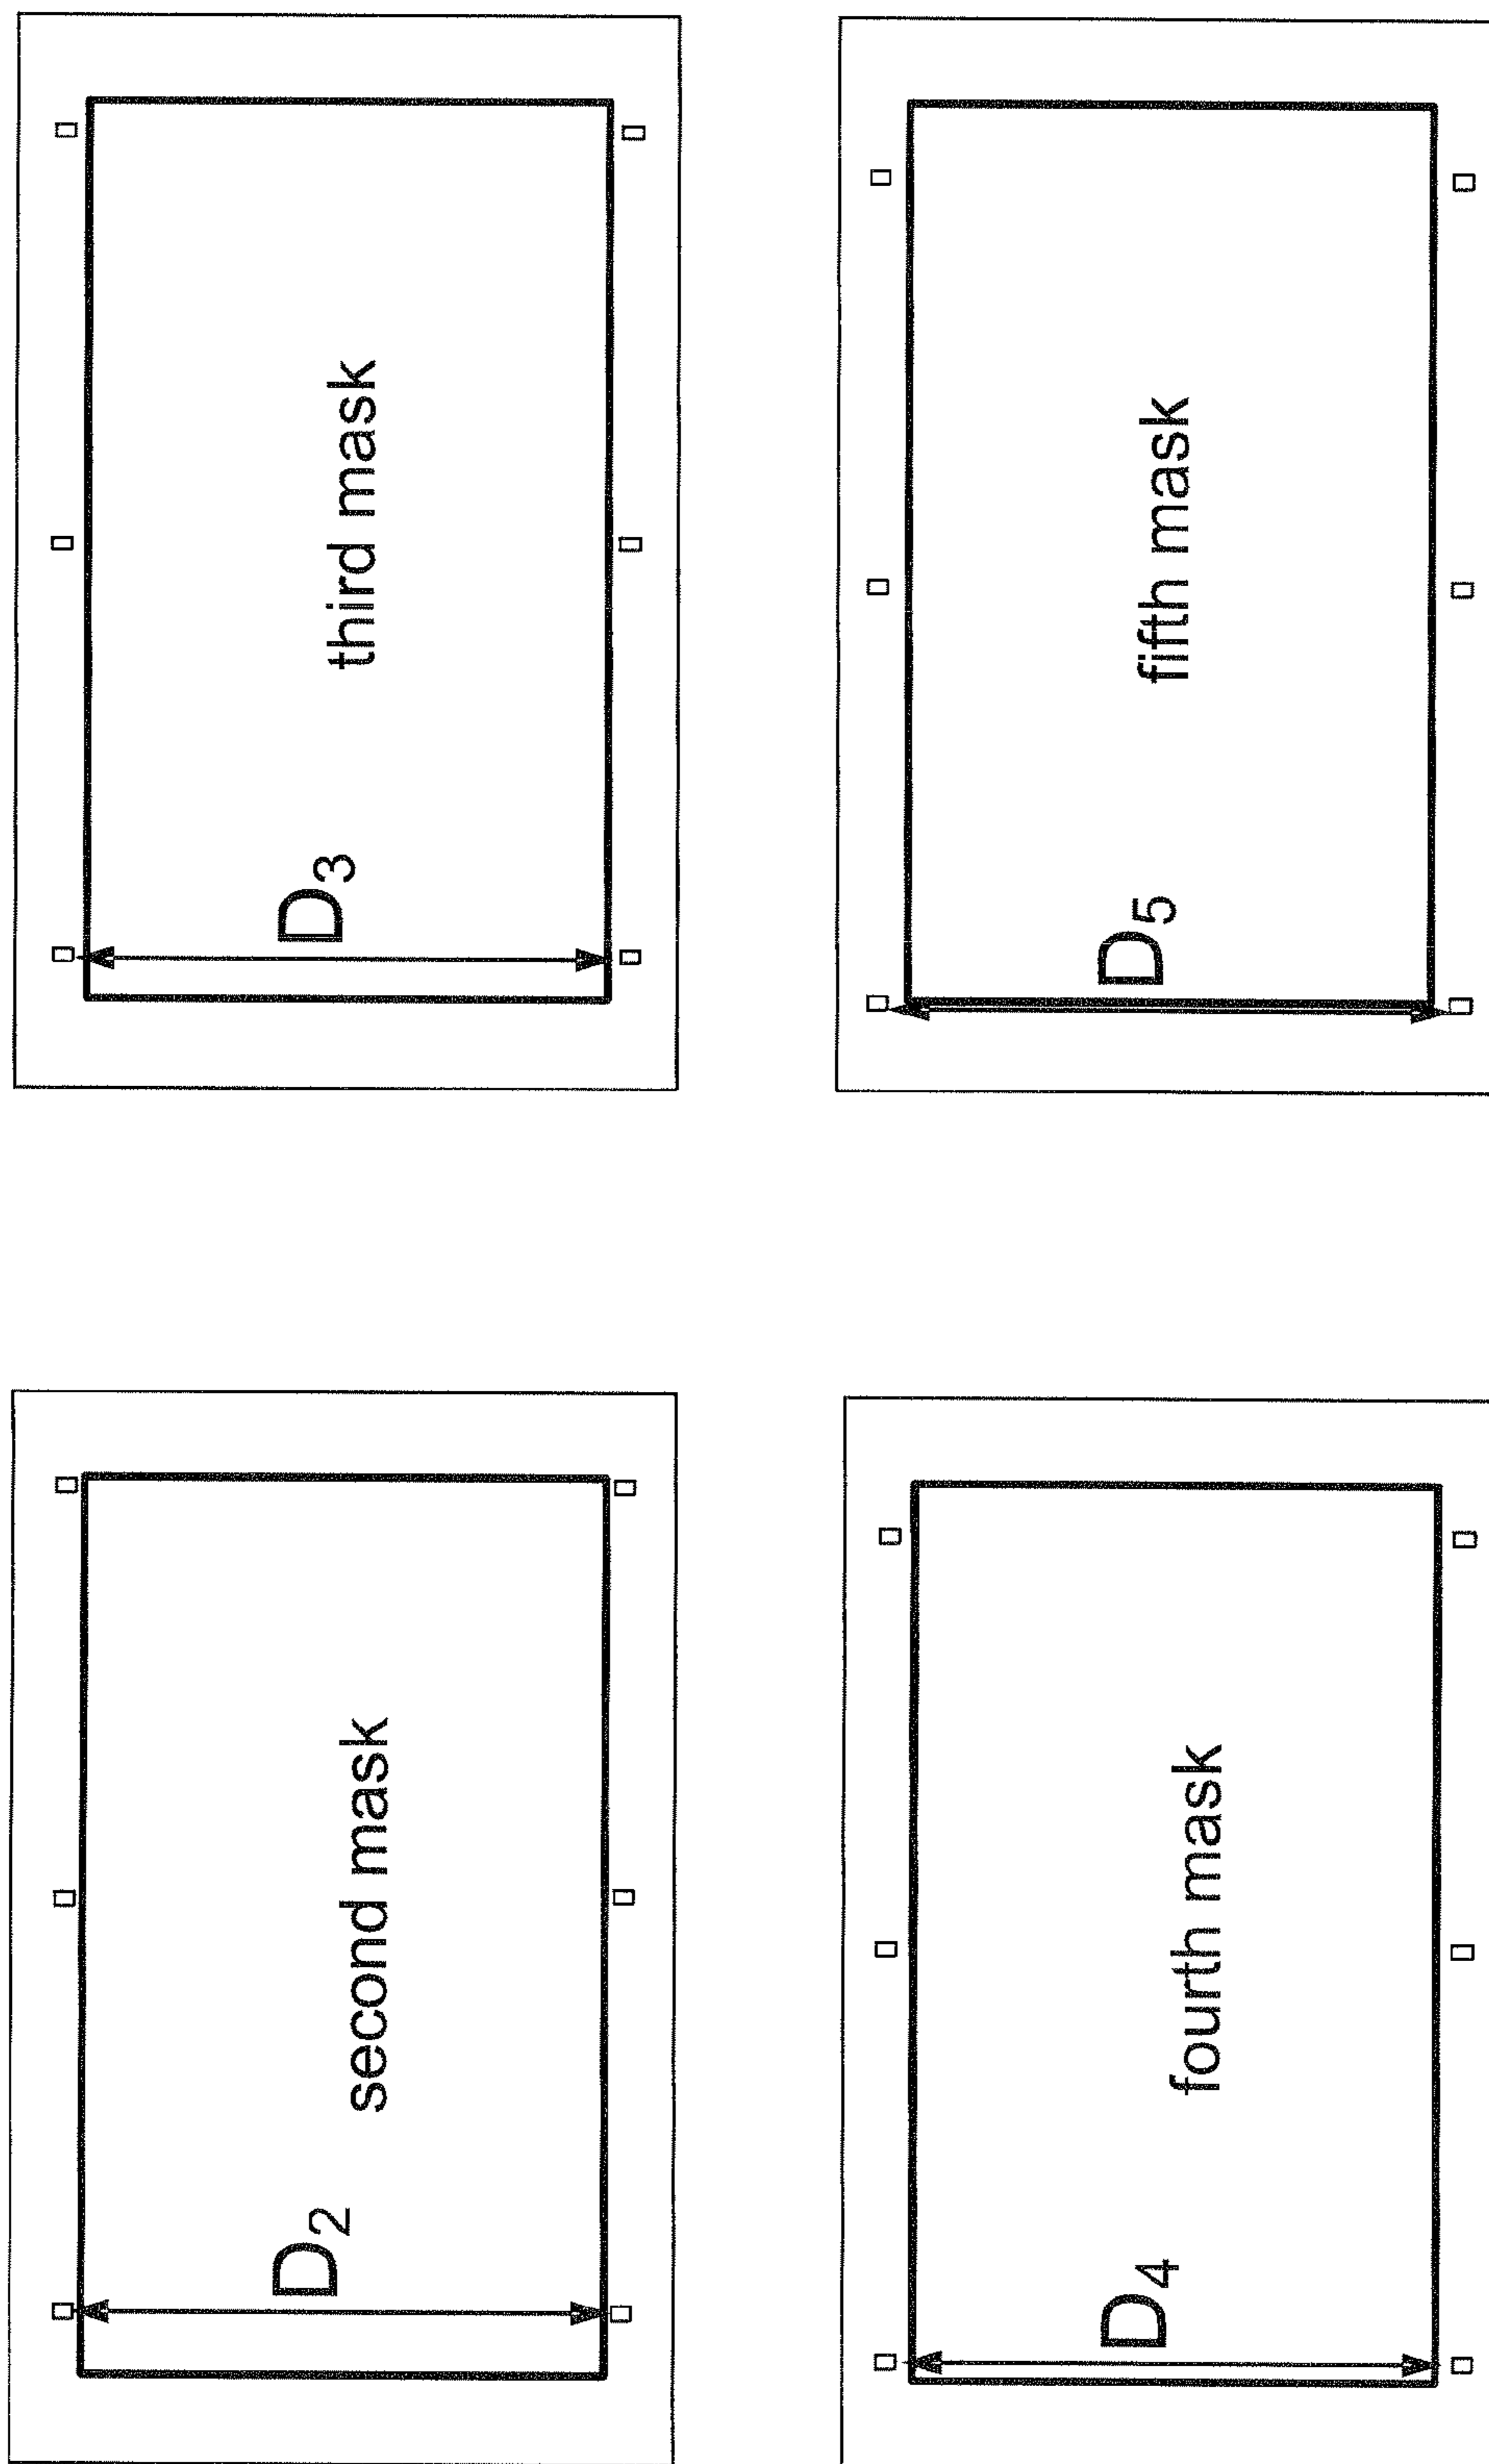 second mask
D2
third mask
D3
fourth mask
D4
fifth mask
D5